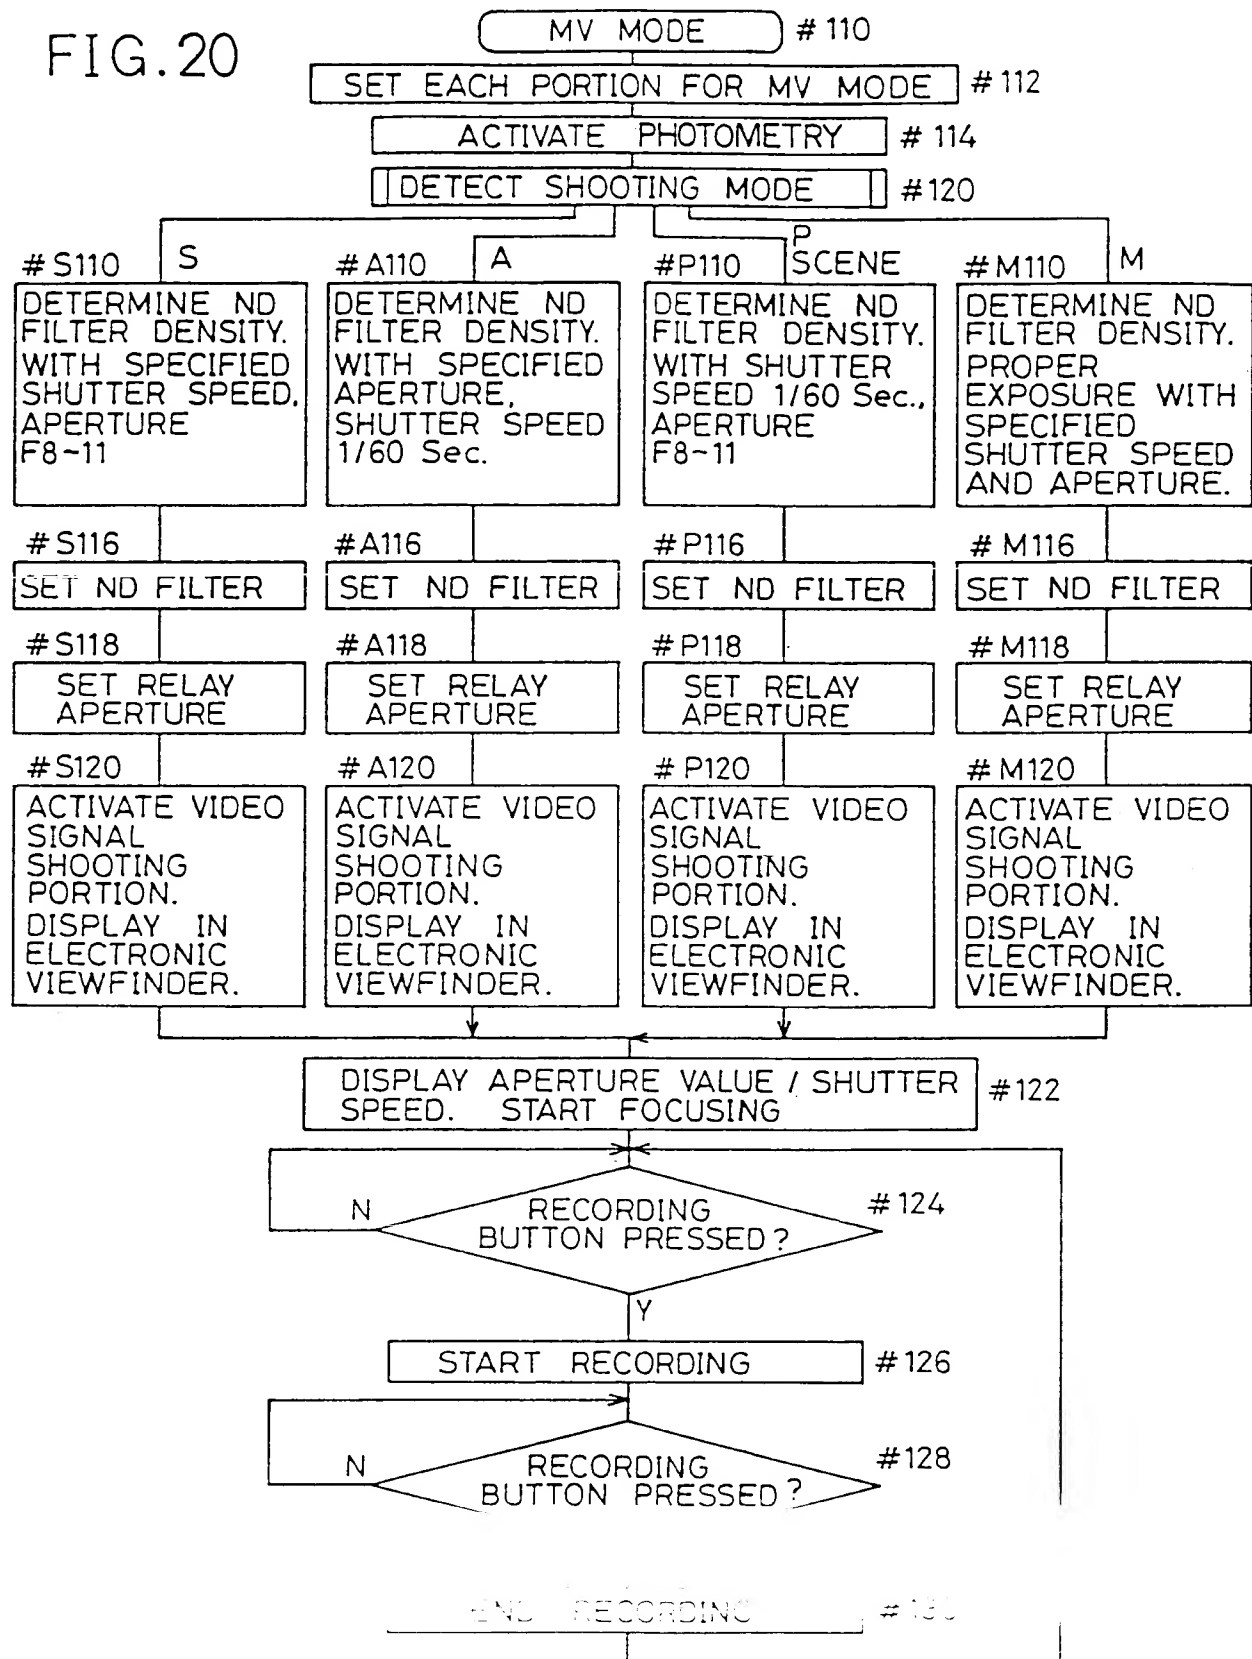 FIG.20
MV MODE #110
SET EACH PORTION FOR MV MODE #112
ACTIVATE PHOTOMETRY #114
DETECT SHOOTING MODE #120
#S110 S
DETERMINE ND
FILTER DENSITY.
WITH SPECIFIED
SHUTTER SPEED,
APERTURE
F8~11
#A110 A
DETERMINE ND
FILTER DENSITY.
WITH SPECIFIED
APERTURE,
SHUTTER SPEED
1/60 Sec.
#P110 P
SCENE
DETERMINE ND
FILTER DENSITY.
WITH SHUTTER
SPEED 1/60 Sec.,
APERTURE
F8~11
#M110 M
DETERMINE ND
FILTER DENSITY.
PROPER
EXPOSURE WITH
SPECIFIED
SHUTTER SPEED
AND APERTURE.
#S116
SET ND FILTER
#A116
SET ND FILTER
#P116
SET ND FILTER
#M116
SET ND FILTER
#S118
SET RELAY
APERTURE
#A118
SET RELAY
APERTURE
#P118
SET RELAY
APERTURE
#M118
SET RELAY
APERTURE
#S120
ACTIVATE VIDEO
SIGNAL
SHOOTING
PORTION.
DISPLAY IN
ELECTRONIC
VIEWFINDER.
#A120
ACTIVATE VIDEO
SIGNAL
SHOOTING
PORTION.
DISPLAY IN
ELECTRONIC
VIEWFINDER.
#P120
ACTIVATE VIDEO
SIGNAL
SHOOTING
PORTION.
DISPLAY IN
ELECTRONIC
VIEWFINDER.
#M120
ACTIVATE VIDEO
SIGNAL
SHOOTING
PORTION.
DISPLAY IN
ELECTRONIC
VIEWFINDER.
DISPLAY APERTURE VALUE / SHUTTER
SPEED. START FOCUSING
#122
RECORDING
BUTTON PRESSED?
#124
N
Y
START RECORDING #126
RECORDING
BUTTON PRESSED?
#128
N
END RECORDING #130